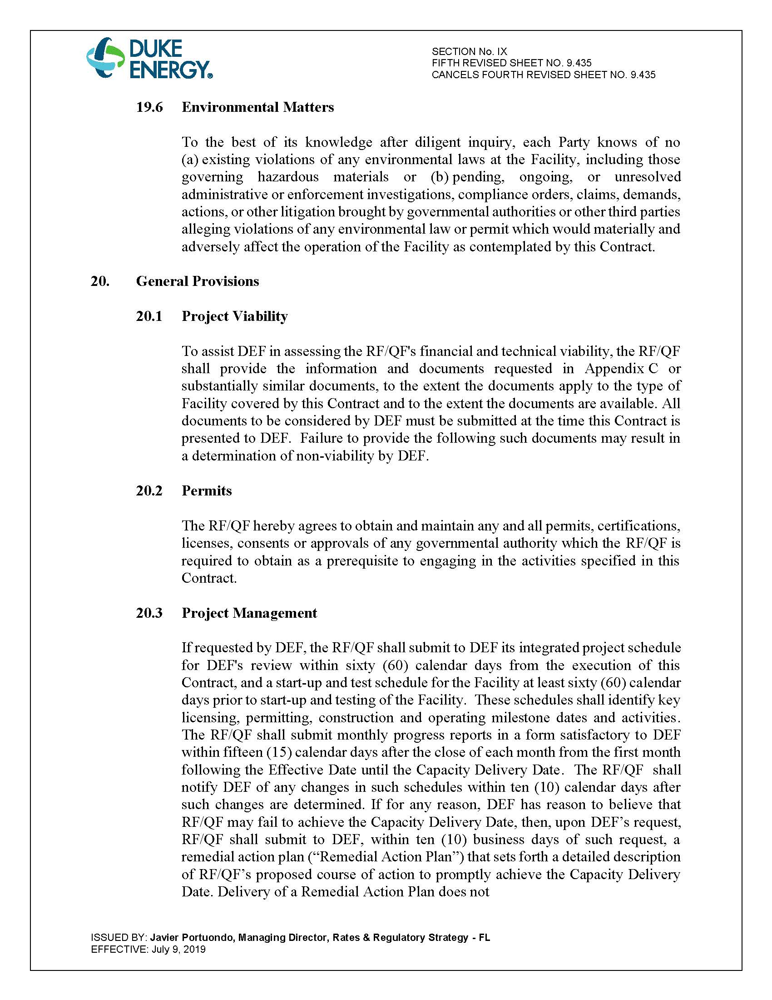 DUKE
ENERGY®
SECTION No. IX
FIFTH REVISED SHEET NO. 9.435
CANCELS FOURTH REVISED SHEET NO. 9.435
19.6 Environmental Matters
To the best of its knowledge after diligent inquiry, each Party knows of no
(a) existing violations of any environmental laws at the Facility, including those
governing hazardous materials or (b) pending, ongoing, or unresolved
administrative or enforcement investigations, compliance orders, claims, demands,
actions, or other litigation brought by governmental authorities or other third parties
alleging violations of any environmental law or permit which would materially and
adversely affect the operation of the Facility as contemplated by this Contract.
20. General Provisions
20.1 Project Viability
To assist DEF in assessing the RF/QF's financial and technical viability, the RF/QF
shall provide the information and documents requested in Appendix C or
substantially similar documents, to the extent the documents apply to the type of
Facility covered by this Contract and to the extent the documents are available. All
documents to be considered by DEF must be submitted at the time this Contract is
presented to DEF.  Failure to provide the following such documents may result in
a determination of non-viability by DEF.
20.2 Permits
The RF/QF hereby agrees to obtain and maintain any and all permits, certifications,
licenses, consents or approvals of any governmental authority which the RF/QF is
required to obtain as a prerequisite to engaging in the activities specified in this
Contract.
20.3 Project Management
If requested by DEF, the RF/QF shall submit to DEF its integrated project schedule
for DEF's review within sixty (60) calendar days from the execution of this
Contract, and a start-up and test schedule for the Facility at least sixty (60) calendar
days prior to start-up and testing of the Facility.  These schedules shall identify key
licensing, permitting, construction and operating milestone dates and activities.
The RF/QF shall submit monthly progress reports in a form satisfactory to DEF
within fifteen (15) calendar days after the close of each month from the first month
following the Effective Date until the Capacity Delivery Date.  The RF/QF  shall
notify DEF of any changes in such schedules within ten (10) calendar days after
such changes are determined. If for any reason, DEF has reason to believe that
RF/QF may fail to achieve the Capacity Delivery Date, then, upon DEF’s request,
RF/QF shall submit to DEF, within ten (10) business days of such request, a
remedial action plan (“Remedial Action Plan”) that sets forth a detailed description
of RF/QF’s proposed course of action to promptly achieve the Capacity Delivery
Date. Delivery of a Remedial Action Plan does not
ISSUED BY: Javier Portuondo, Managing Director, Rates & Regulatory Strategy - FL
EFFECTIVE: July 9, 2019